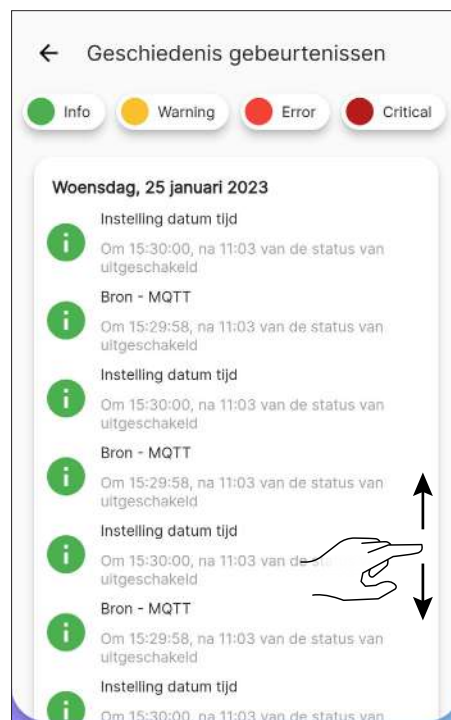 Geschiedenis gebeurtenissen
Info Warning Error Critical
Woensdag, 25 januari 2023
Instelling datum tijd
Om 15:30:00, na 11:03 van de status van
uitgeschakeld
Bron - MQTT
Om 15:29:58, na 11:03 van de status van
uitgeschakeld
Instelling datum tijd
Om 15:30:00, na 11:03 van de status van
uitgeschakeld
Bron - MQTT
Om 15:29:58, na 11:03 van de status van
uitgeschakeld
Instelling datum tijd
Om 15:30:00, na 11:03 van
uitgeschakeld
Bron - MQTT
Om 15:29:58, na 11:03 van de status van
uitgeschakeld
Instelling datum tijd
Om 15:30:00, na 11:03 van de status van